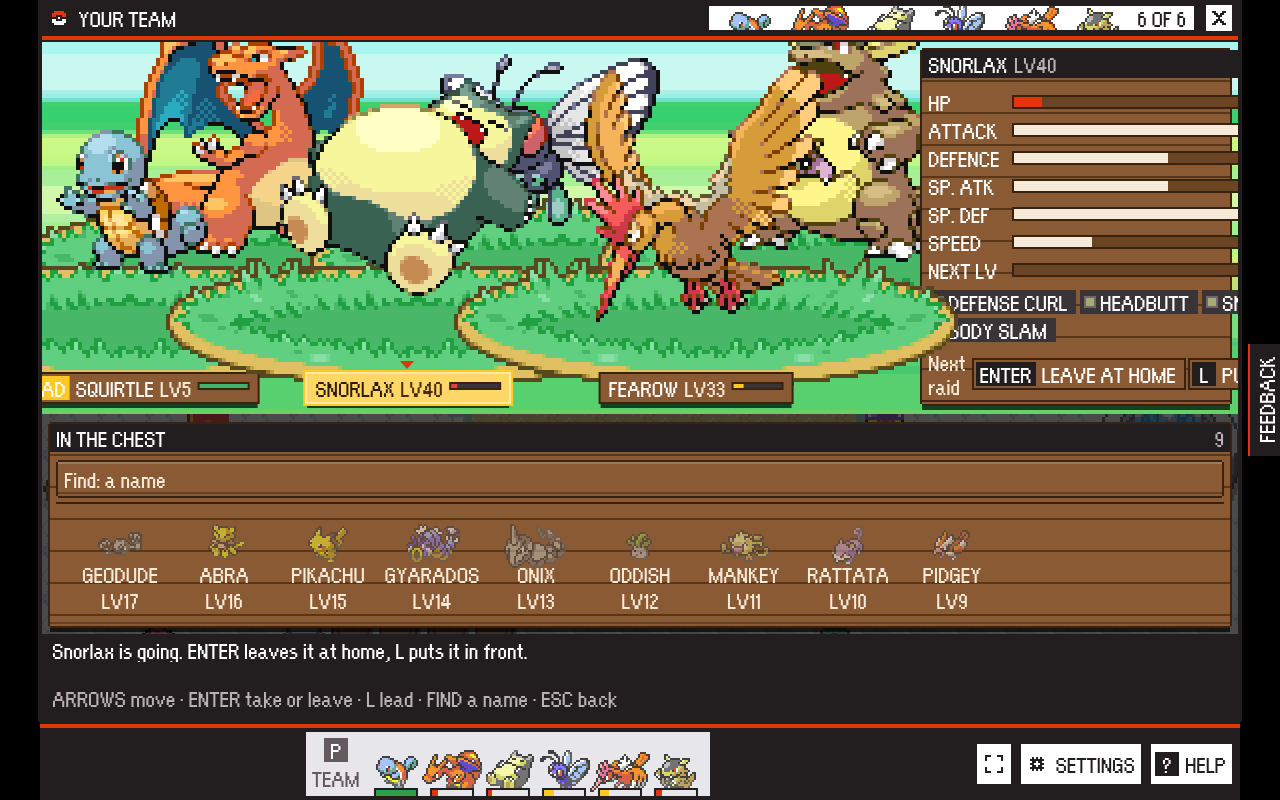 YOUR TEAM
6 OF 6
X
SNORLAX LV40
HP
ATTACK
DEFENCE
SP. ATK
SP. DEF
SPEED
NEXT LV
DEFENSE CURL
HEADBUTT
BODY SLAM
Next raid
ENTER LEAVE AT HOME
L
SQUIRTLE LV5
SNORLAX LV40
FEAROW LV33
FEEDBACK
IN THE CHEST
9
Find: a name
GEODUDE ABRA PIKACHU GYARADOS ONIX ODDISH MANKEY RATTATA PIDGEY
LV17 LV16 LV15 LV14 LV13 LV12 LV11 LV10 LV9
Snorlax is going. ENTER leaves it at home, L puts it in front.
ARROWS move · ENTER take or leave · L lead · FIND a name · ESC back
P
TEAM
SETTINGS
? HELP